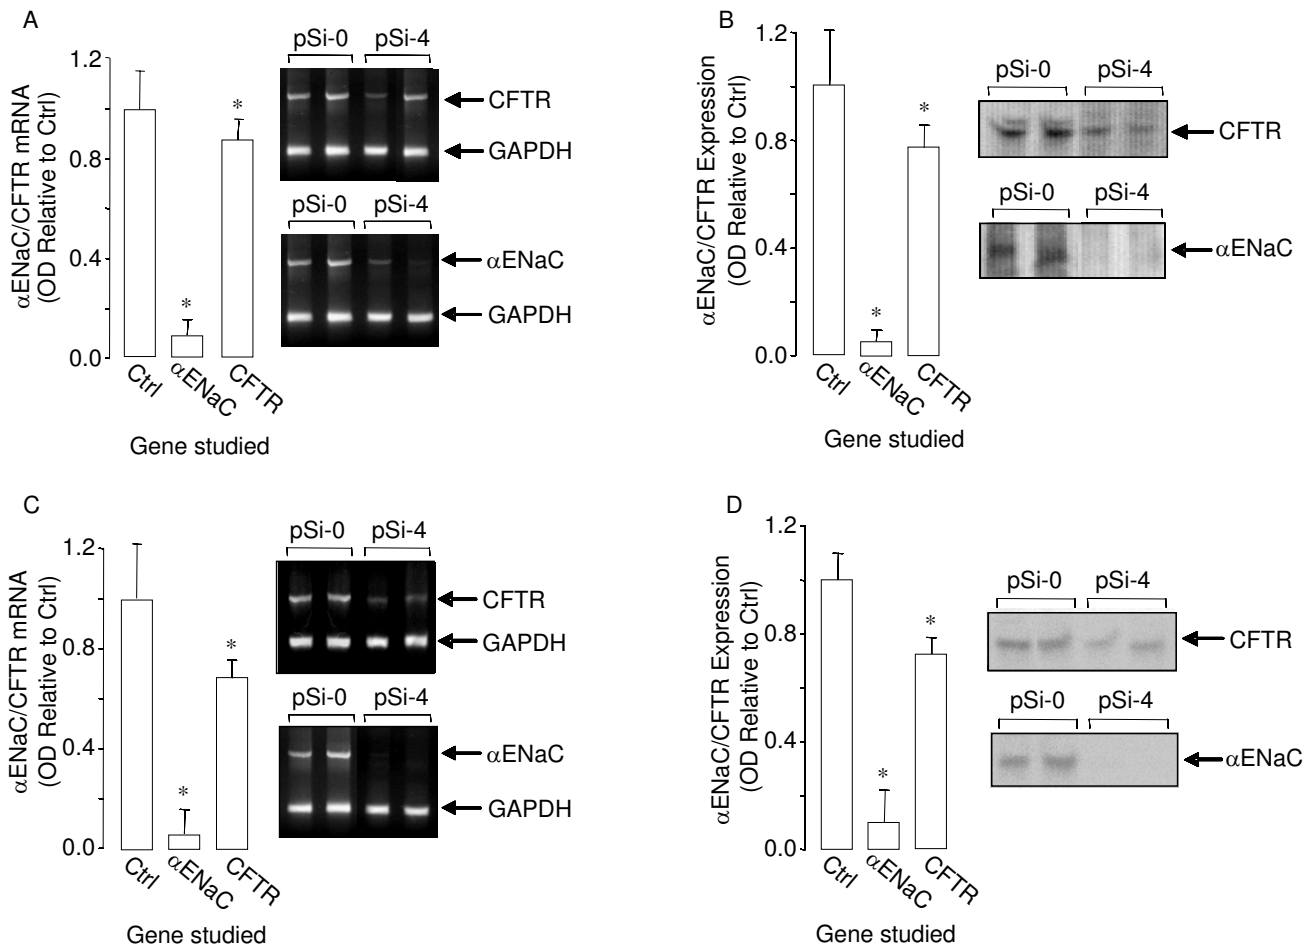 A
αENaC/CFTR mRNA
(OD Relative to Ctrl)
1.2
0.8
0.4
0.0
*
*
Ctrl
αENaC
CFTR
Gene studied
pSi-0 pSi-4
CFTR
GAPDH
pSi-0 pSi-4
αENaC
GAPDH
B
αENaC/CFTR Expression
(OD Relative to Ctrl)
1.2
0.8
0.4
0.0
*
*
Ctrl
αENaC
CFTR
Gene studied
pSi-0 pSi-4
CFTR
pSi-0 pSi-4
αENaC
C
αENaC/CFTR mRNA
(OD Relative to Ctrl)
1.2
0.8
0.4
0.0
*
*
Ctrl
αENaC
CFTR
Gene studied
pSi-0 pSi-4
CFTR
GAPDH
pSi-0 pSi-4
αENaC
GAPDH
D
αENaC/CFTR Expression
(OD Relative to Ctrl)
1.2
0.8
0.4
0.0
*
*
Ctrl
αENaC
CFTR
Gene studied
pSi-0 pSi-4
CFTR
pSi-0 pSi-4
αENaC